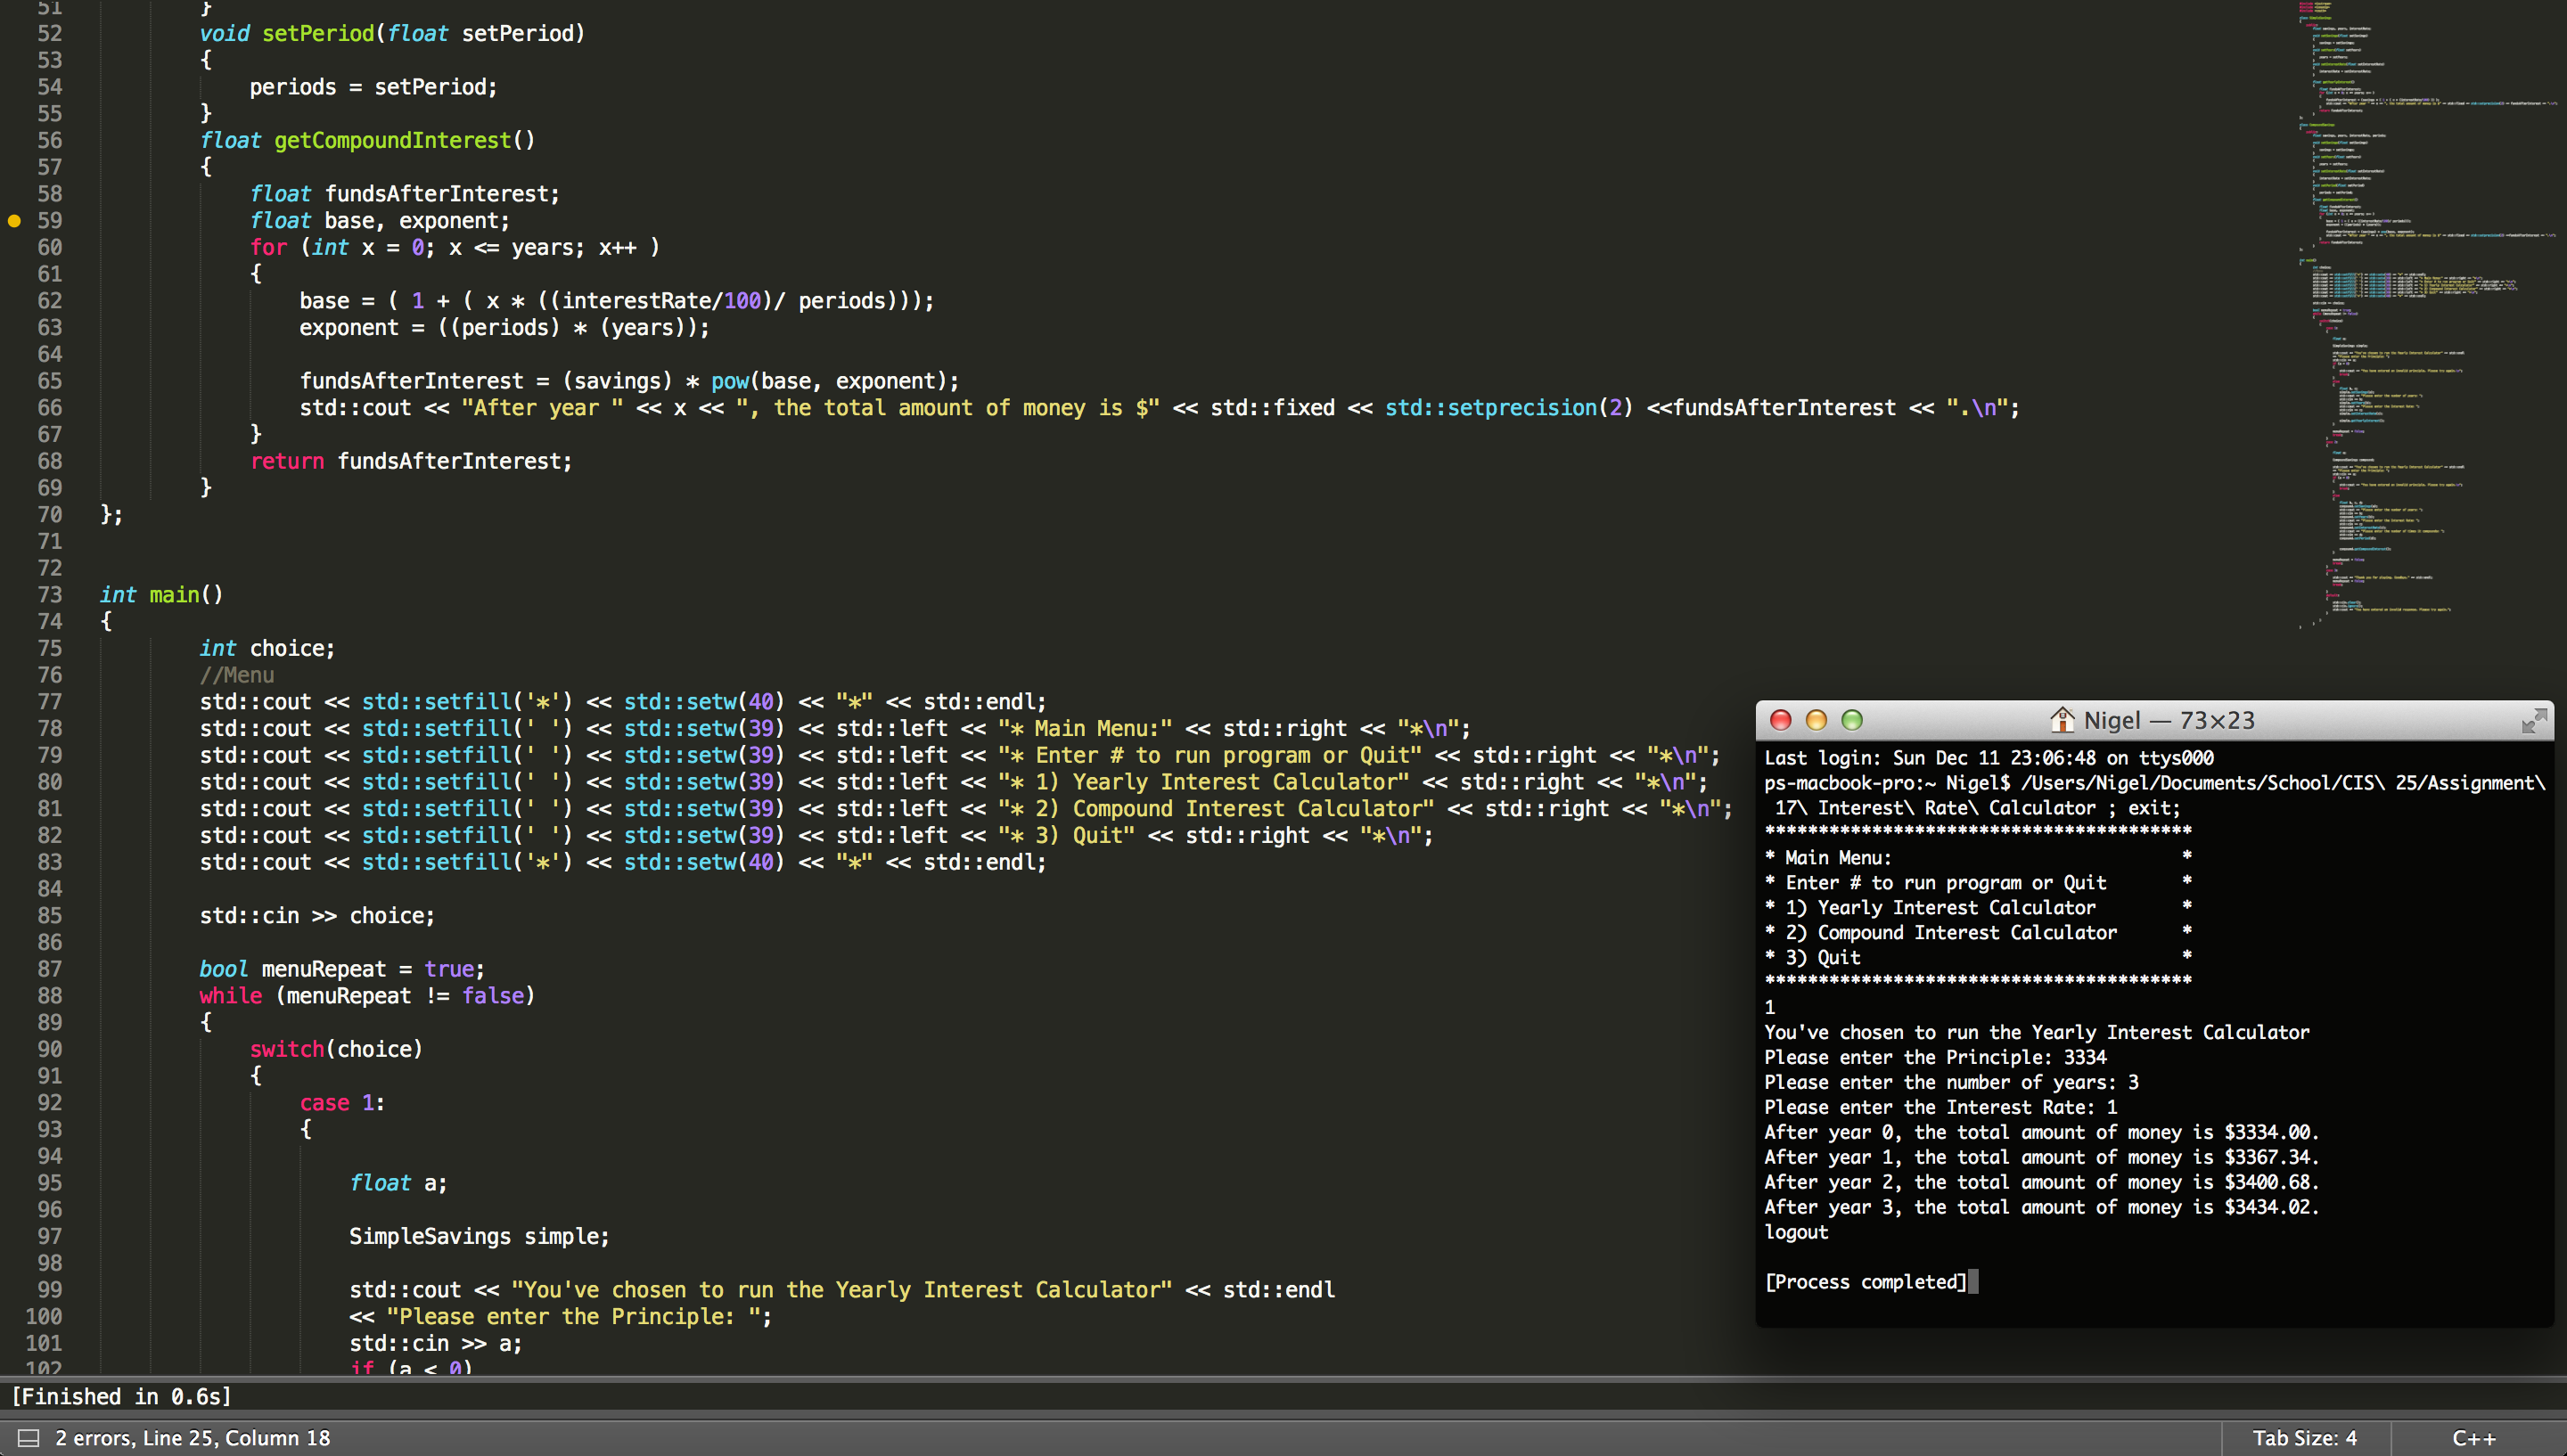 51 }
52 void setPeriod(float setPeriod)
53 {
54 periods = setPeriod;
55 }
56 float getCompoundInterest()
57 {
58 float fundsAfterInterest;
59 float base, exponent;
60 for (int x = 0; x <= years; x++ )
61 {
62 base = ( 1 + ( x * ((interestRate/100)/ periods)));
63 exponent = ((periods) * (years));
64
65 fundsAfterInterest = (savings) * pow(base, exponent);
66 std::cout << "After year " << x << ", the total amount of money is $" << std::fixed << std::setprecision(2) <<fundsAfterInterest << ".\n";
67 }
68 return fundsAfterInterest;
69 }
70 };
71
72
73 int main()
74 {
75 int choice;
76 //Menu
77 std::cout << std::setfill('*') << std::setw(40) << "*" << std::endl;
78 std::cout << std::setfill(' ') << std::setw(39) << std::left << "* Main Menu:" << std::right << "*\n";
79 std::cout << std::setfill(' ') << std::setw(39) << std::left << "* Enter # to run program or Quit" << std::right << "*\n";
80 std::cout << std::setfill(' ') << std::setw(39) << std::left << "* 1) Yearly Interest Calculator" << std::right << "*\n";
81 std::cout << std::setfill(' ') << std::setw(39) << std::left << "* 2) Compound Interest Calculator" << std::right << "*\n";
82 std::cout << std::setfill(' ') << std::setw(39) << std::left << "* 3) Quit" << std::right << "*\n";
83 std::cout << std::setfill('*') << std::setw(40) << "*" << std::endl;
84
85 std::cin >> choice;
86
87 bool menuRepeat = true;
88 while (menuRepeat != false)
89 {
90 switch(choice)
91 {
92 case 1:
93 {
94
95 float a;
96
97 SimpleSavings simple;
98
99 std::cout << "You've chosen to run the Yearly Interest Calculator" << std::endl
100 << "Please enter the Principle: ";
101 std::cin >> a;
102 if (a < 0)
[Finished in 0.6s]
2 errors, Line 25, Column 18
Tab Size: 4
C++
Nigel — 73×23
Last login: Sun Dec 11 23:06:48 on ttys000
ps-macbook-pro:~ Nigel$ /Users/Nigel/Documents/School/CIS\ 25/Assignment\
 17\ Interest\ Rate\ Calculator ; exit;
****************************************
* Main Menu: *
* Enter # to run program or Quit *
* 1) Yearly Interest Calculator *
* 2) Compound Interest Calculator *
* 3) Quit *
****************************************
1
You've chosen to run the Yearly Interest Calculator
Please enter the Principle: 3334
Please enter the number of years: 3
Please enter the Interest Rate: 1
After year 0, the total amount of money is $3334.00.
After year 1, the total amount of money is $3367.34.
After year 2, the total amount of money is $3400.68.
After year 3, the total amount of money is $3434.02.
logout
[Process completed]